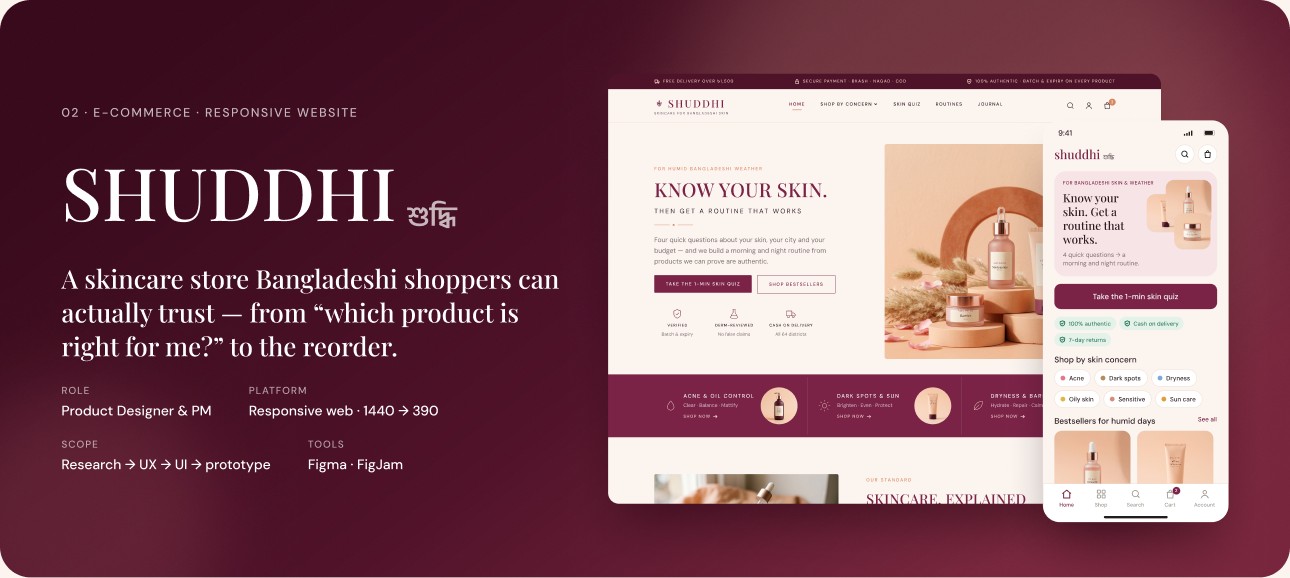 02 · E-COMMERCE · RESPONSIVE WEBSITE
SHUDDHI শুদ্ধি
A skincare store Bangladeshi shoppers can
actually trust — from “which product is
right for me?” to the reorder.
ROLE
Product Designer & PM
PLATFORM
Responsive web · 1440 → 390
SCOPE
Research → UX → UI → prototype
TOOLS
Figma · FigJam
SECURE PAYMENT · BKASH · NAGAD · COD
100% AUTHENTIC · BATCH & EXPIRY ON EVERY PRODUCT
SHUDDHI
SKINCARE FOR BANGLADESHI SKIN
HOME
SHOP BY CONCERN
SKIN QUIZ
ROUTINES
JOURNAL
FOR HUMID BANGLADESHI WEATHER
KNOW YOUR SKIN.
THEN GET A ROUTINE THAT WORKS
Four quick questions about your skin, your city and your
budget — and we build a morning and night routine from
products we can prove are authentic.
TAKE THE 1-MIN SKIN QUIZ
SHOP BESTSELLERS
VERIFIED
Batch & expiry
DERM-REVIEWED
No false claims
CASH ON DELIVERY
All 64 districts
ACNE & OIL CONTROL
Clear · Balance · Mattify
SHOP NOW →
DARK SPOTS & SUN
Brighten · Even · Protect
SHOP NOW →
DRYNESS & BAR
Hydrate · Repair · Com
SHOP NOW →
OUR STANDARD
SKINCARE, EXPLAINED
9:41
shuddhi শুদ্ধি
FOR BANGLADESHI SKIN & WEATHER
Know your
skin. Get a
routine that
works.
4 quick questions → a
morning and night routine.
Take the 1-min skin quiz
100% authentic
Cash on delivery
7-day returns
Shop by skin concern
Acne
Dark spots
Dryness
Oily skin
Sensitive
Sun care
Bestsellers for humid days
See all
Home
Shop
Search
Cart
2
Account